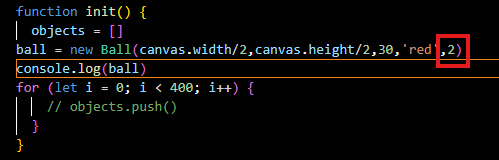 function init() {
objects = []
ball = new Ball(canvas.width/2,canvas.height/2,30,'red',2)
console.log(ball)
for (let i = 0; i < 400; i++) {
// objects.push()
}
}